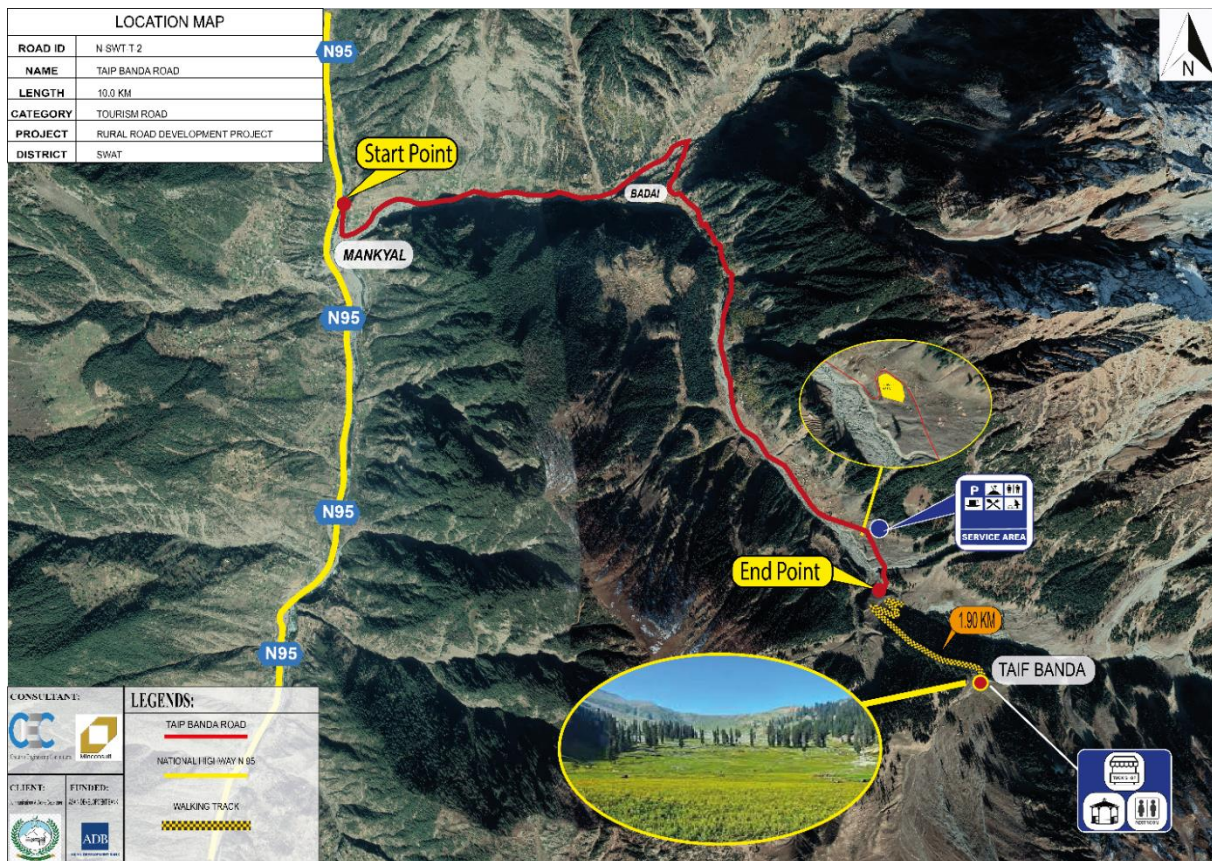 LOCATION MAP
ROAD ID N-SWT-T-2
NAME TAIP BANDA ROAD
LENGTH 10.0 KM
CATEGORY TOURISM ROAD
PROJECT RURAL ROAD DEVELOPMENT PROJECT
DISTRICT SWAT
N95
N
Start Point
BADAI
MANKYAL
N95
P
SERVICE AREA
N95
End Point
1.90 KM
N95
TAIF BANDA
CONSULTANT:
Minconsult
CLIENT:
FUNDED:
ADB
LEGENDS:
TAIP BANDA ROAD
NATIONAL HIGHWAY N 95
WALKING TRACK